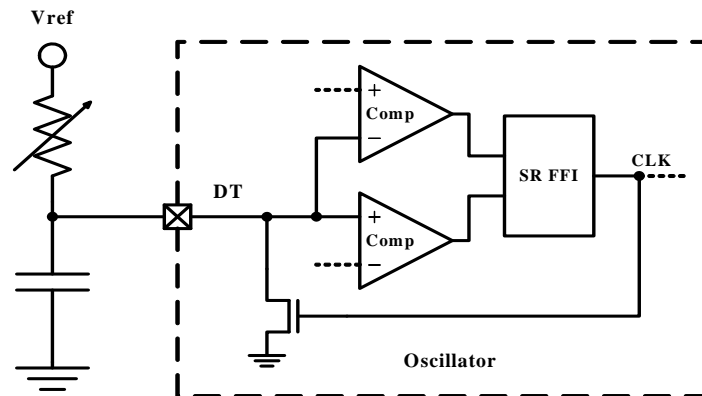 Vref
DT
+
Comp
−
+
Comp
−
SR FFI
CLK
Oscillator